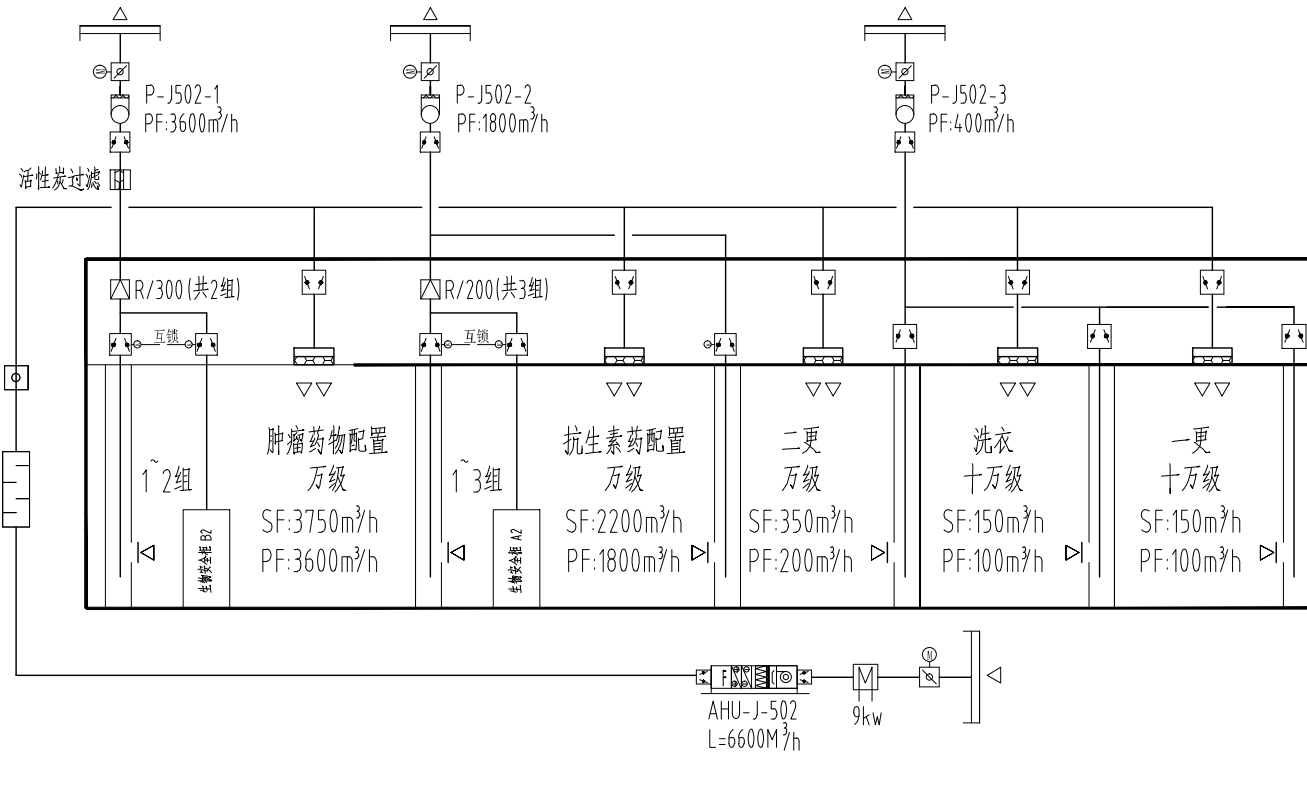 P-J502-1
PF:3600m³/h
P-J502-2
PF:1800m³/h
P-J502-3
PF:400m³/h
M
M
M
活性炭过滤
R/300(共2组)
R/200(共3组)
互锁
互锁
肿瘤药物配置
万级
SF:3750m³/h
PF:3600m³/h
抗生素药配置
万级
SF:2200m³/h
PF:1800m³/h
二更
万级
SF:350m³/h
PF:200m³/h
洗衣
十万级
SF:150m³/h
PF:100m³/h
一更
十万级
SF:150m³/h
PF:100m³/h
1~2组
1~3组
生物安全柜 B2
生物安全柜 A2
M
F
M
AHU-J-502
L=6600M³/h
9kw